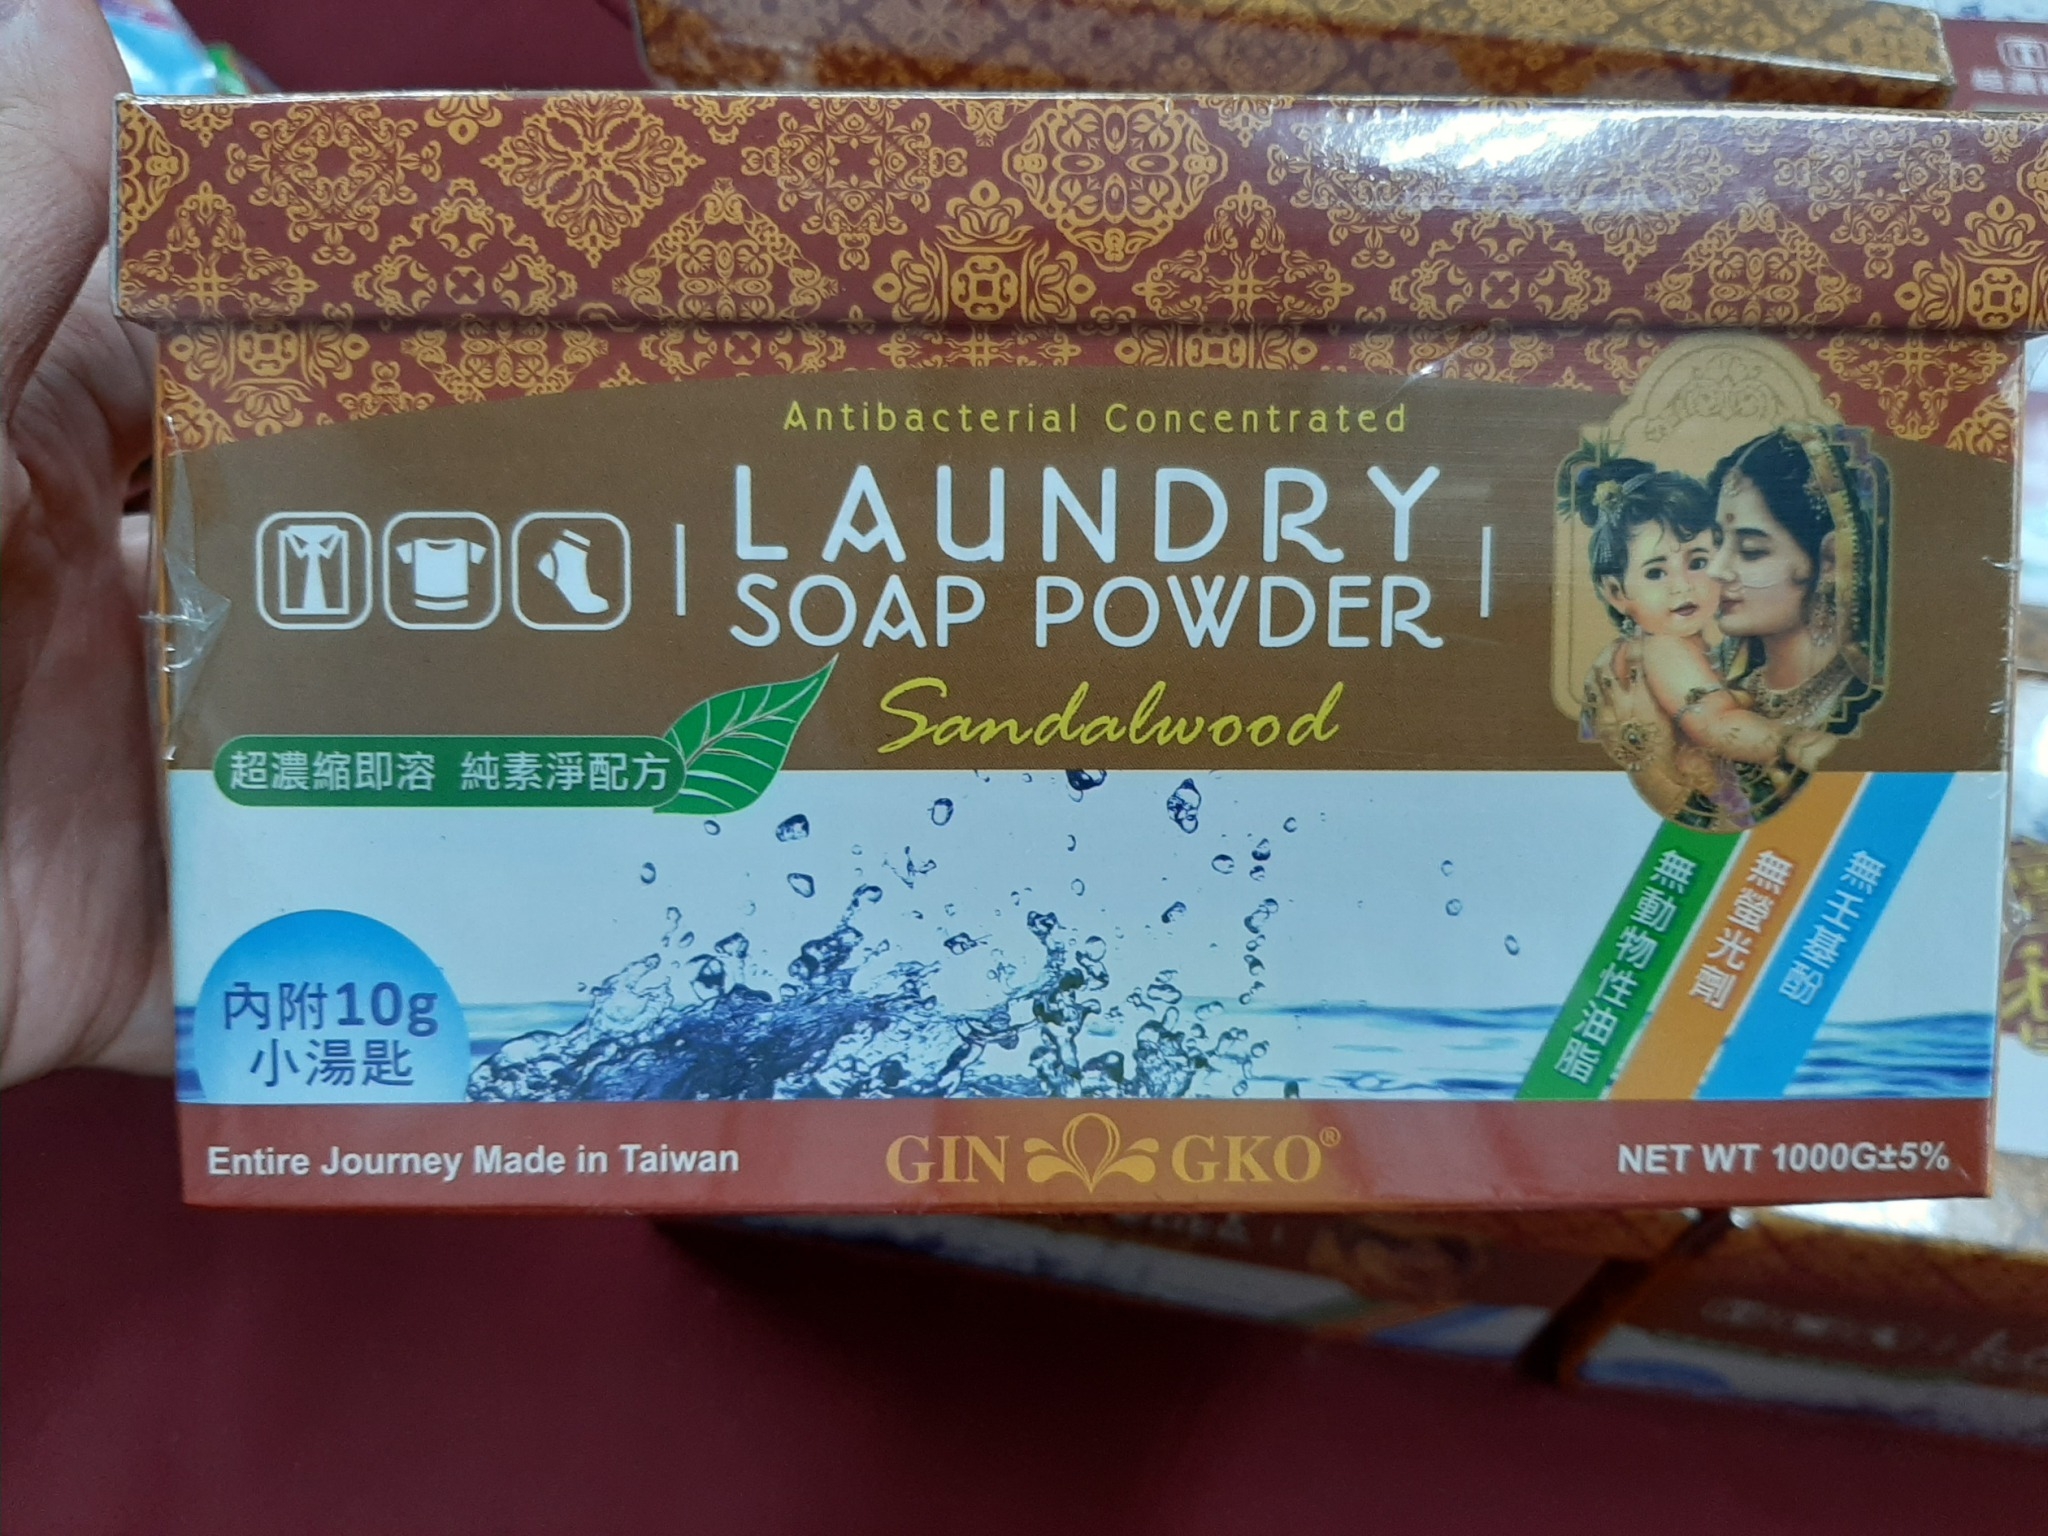 Antibacterial Concentrated
LAUNDRY
SOAP POWDER
Sandalwood
超濃縮即溶 純素淨配方
內附10g
小湯匙
無動物性油脂
無螢光劑
無壬基酚
Entire Journey Made in Taiwan
GIN GKO®
NET WT 1000G±5%